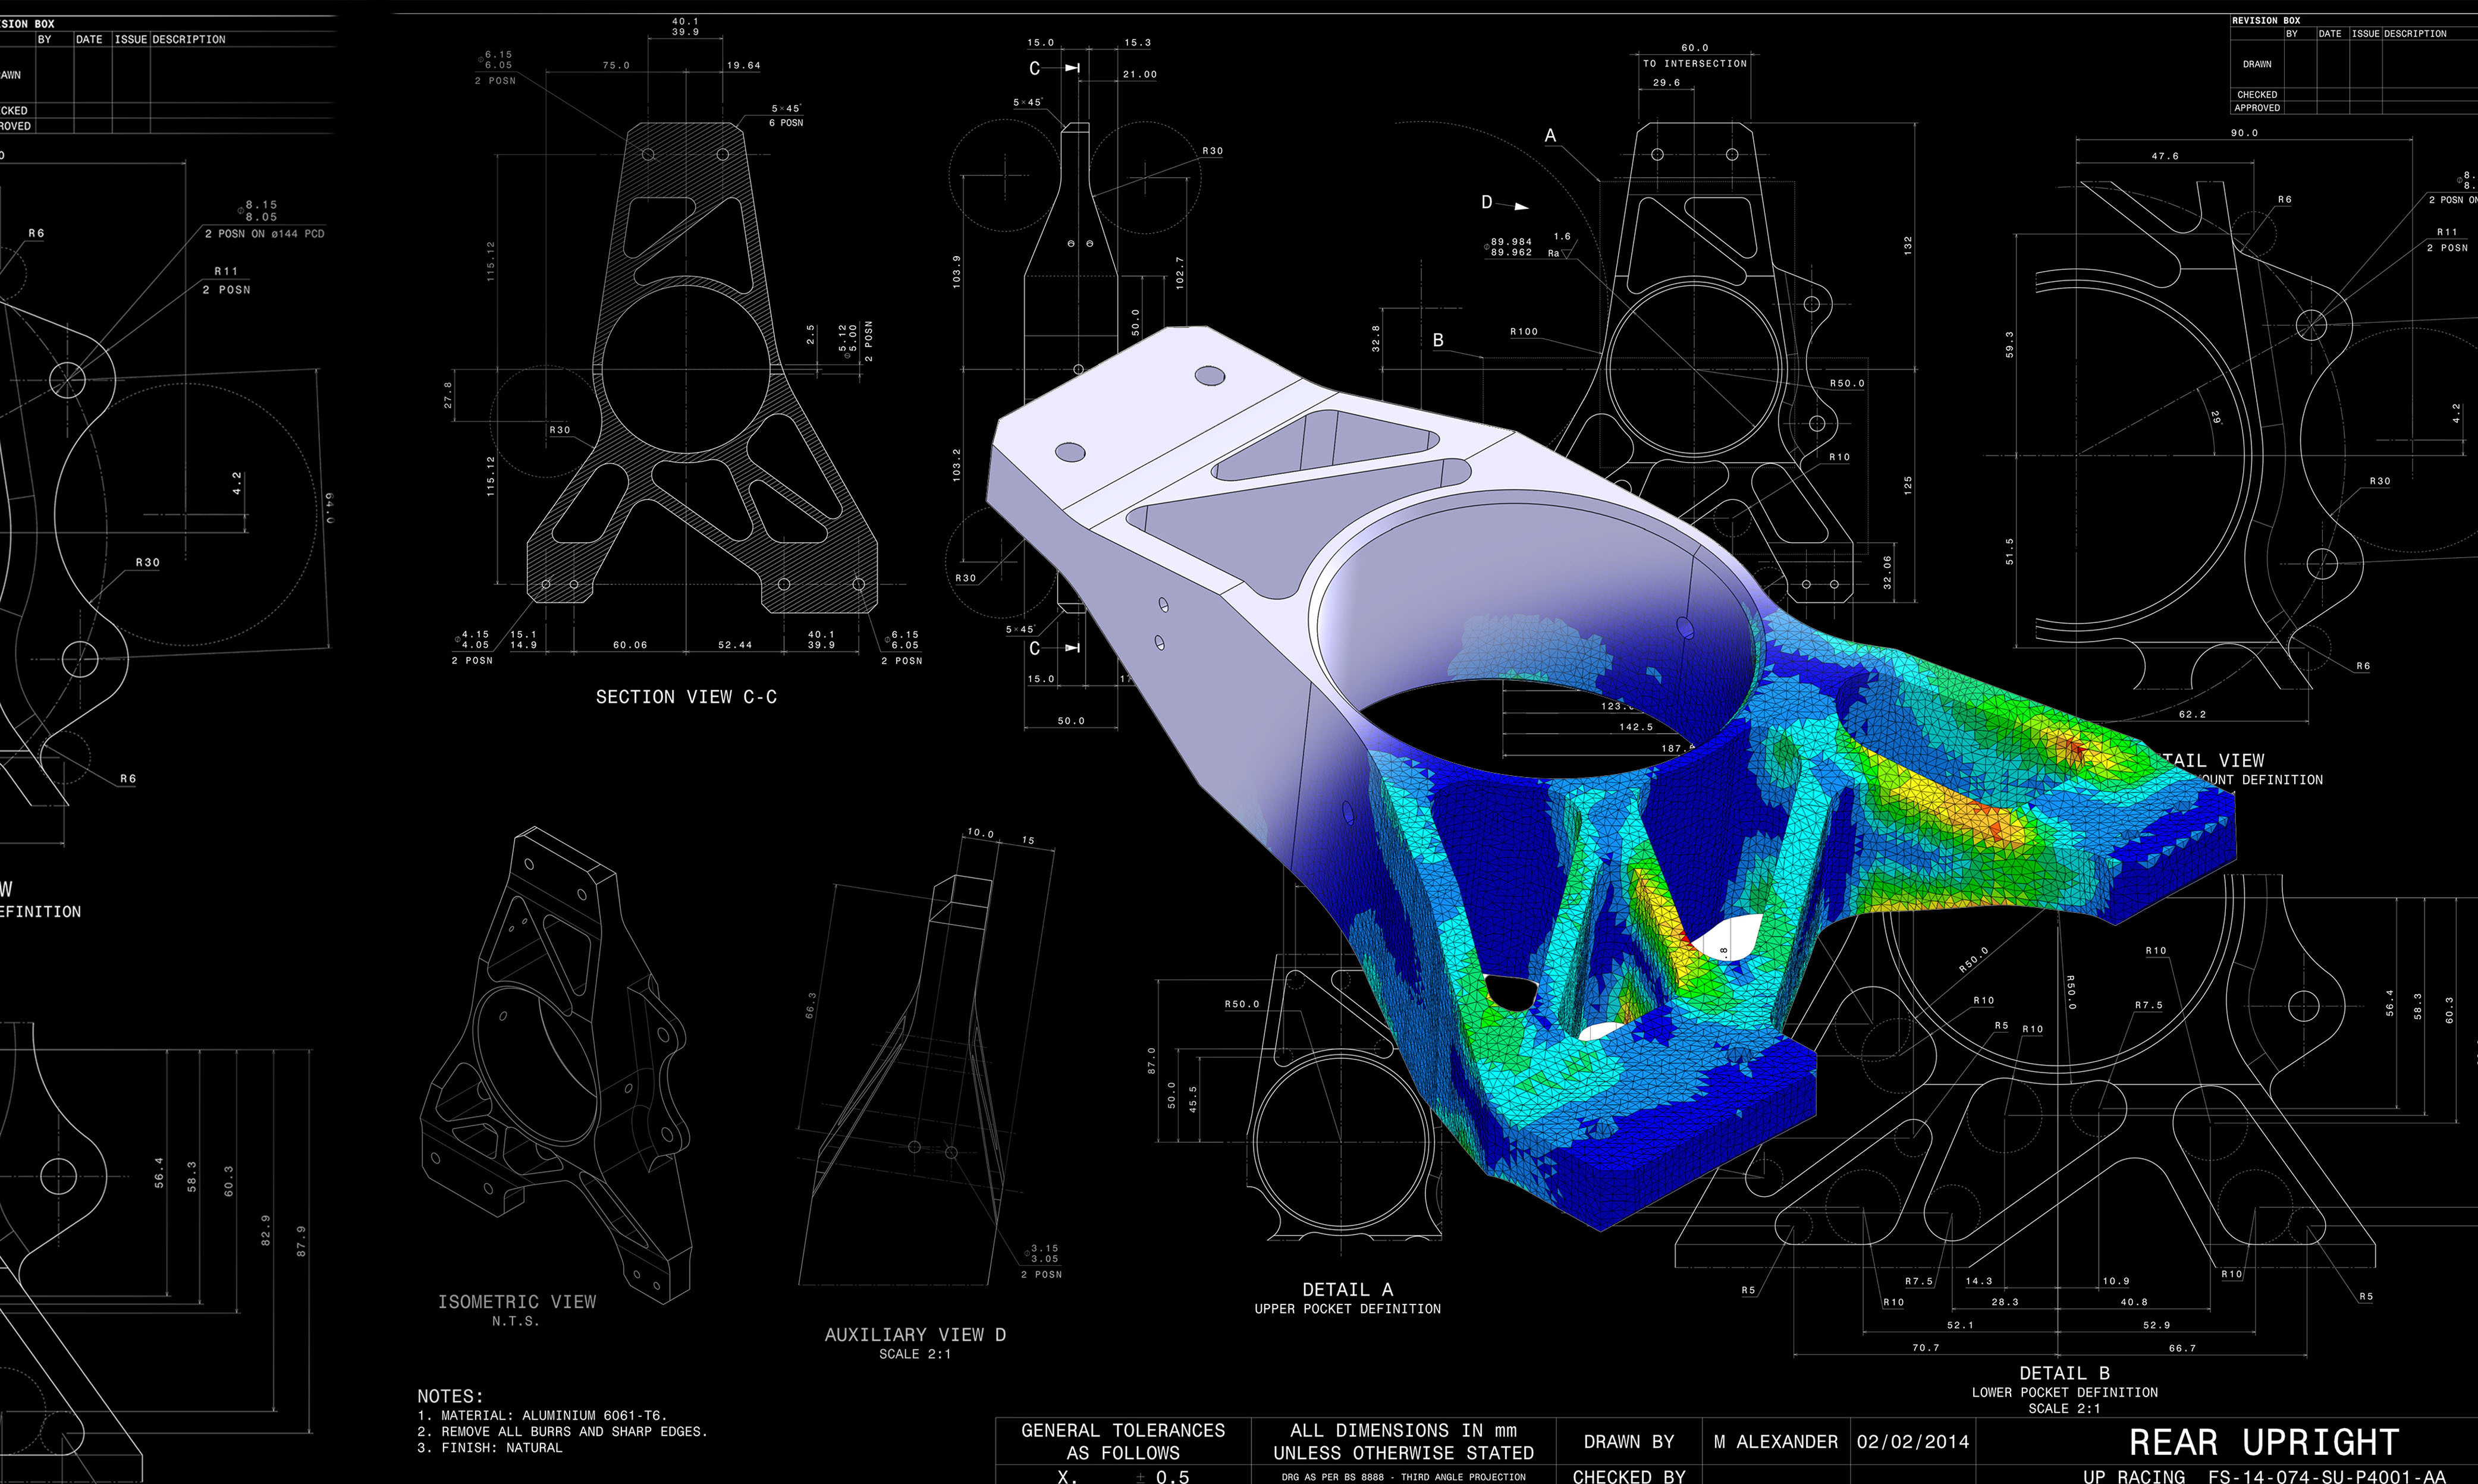 SION BOX
BY DATE ISSUE DESCRIPTION
AWN
CKED
ROVED
8.15
8.05
2 POSN ON ø144 PCD
R6
R11
2 POSN
4.2
64.0
R30
R6
W
EFINITION
56.4
58.3
60.3
82.9
87.9
40.1
39.9
6.15
6.05
2 POSN
75.0
19.64
5×45°
6 POSN
115.12
2.5
5.12
5.00
2 POSN
27.8
R30
115.12
4.15
4.05
2 POSN
15.1
14.9
60.06
52.44
40.1
39.9
6.15
6.05
2 POSN
SECTION VIEW C-C
15.0
15.3
C
21.00
5×45°
R30
103.9
102.7
50.0
103.2
R30
5×45°
C
15.0
50.0
60.0
TO INTERSECTION
29.6
A
D
89.984
89.962
1.6
Ra
132
32.8
R100
B
R50.0
R10
125
32.06
142.5
REVISION BOX
BY DATE ISSUE DESCRIPTION
DRAWN
CHECKED
APPROVED
90.0
47.6
R6
2 POSN ON
R11
2 POSN
59.3
29°
4.2
R30
51.5
R6
62.2
TAIL VIEW
OUNT DEFINITION
ISOMETRIC VIEW
N.T.S.
10.0
15
66.3
3.15
3.05
2 POSN
AUXILIARY VIEW D
SCALE 2:1
R50.0
87.0
50.0
45.5
DETAIL A
UPPER POCKET DEFINITION
R50.0
R50.0
R10
R10
R7.5
R5
R10
56.4
58.3
60.3
R5
R7.5
14.3
10.9
R10
R5
R10
28.3
40.8
52.1
52.9
70.7
66.7
DETAIL B
LOWER POCKET DEFINITION
SCALE 2:1
NOTES:
1. MATERIAL: ALUMINIUM 6061-T6.
2. REMOVE ALL BURRS AND SHARP EDGES.
3. FINISH: NATURAL
GENERAL TOLERANCES
AS FOLLOWS
X. ± 0.5
ALL DIMENSIONS IN mm
UNLESS OTHERWISE STATED
DRG AS PER BS 8888 - THIRD ANGLE PROJECTION
DRAWN BY M ALEXANDER 02/02/2014
CHECKED BY
REAR UPRIGHT
UP RACING FS-14-074-SU-P4001-AA